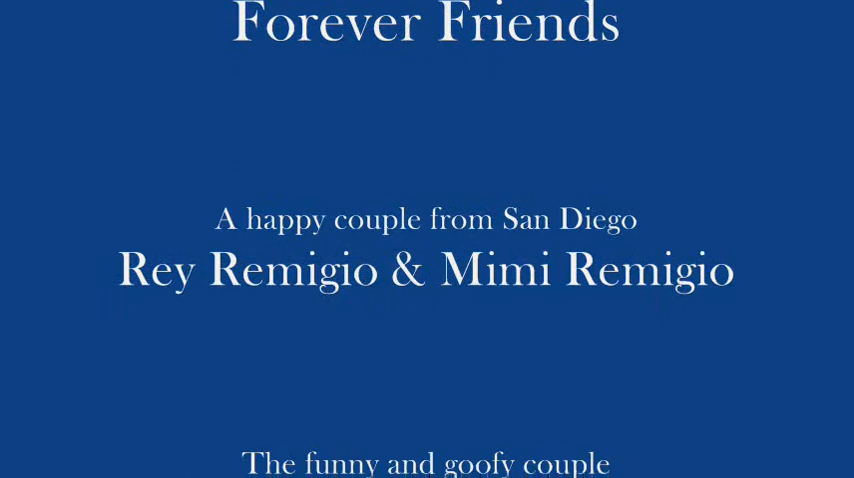 Forever Friends
A happy couple from San Diego
Rey Remigio & Mimi Remigio
The funny and goofy couple